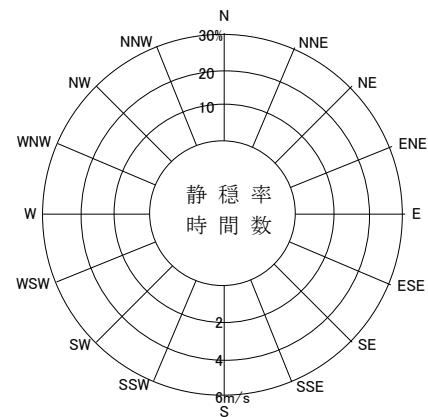 N
NNW
30%
NNE
NW
20
NE
10
WNW
ENE
静穏率
W
E
時間数
WSW
ESE
2
SW
SE
4
SSW
SSE
6m/s
S